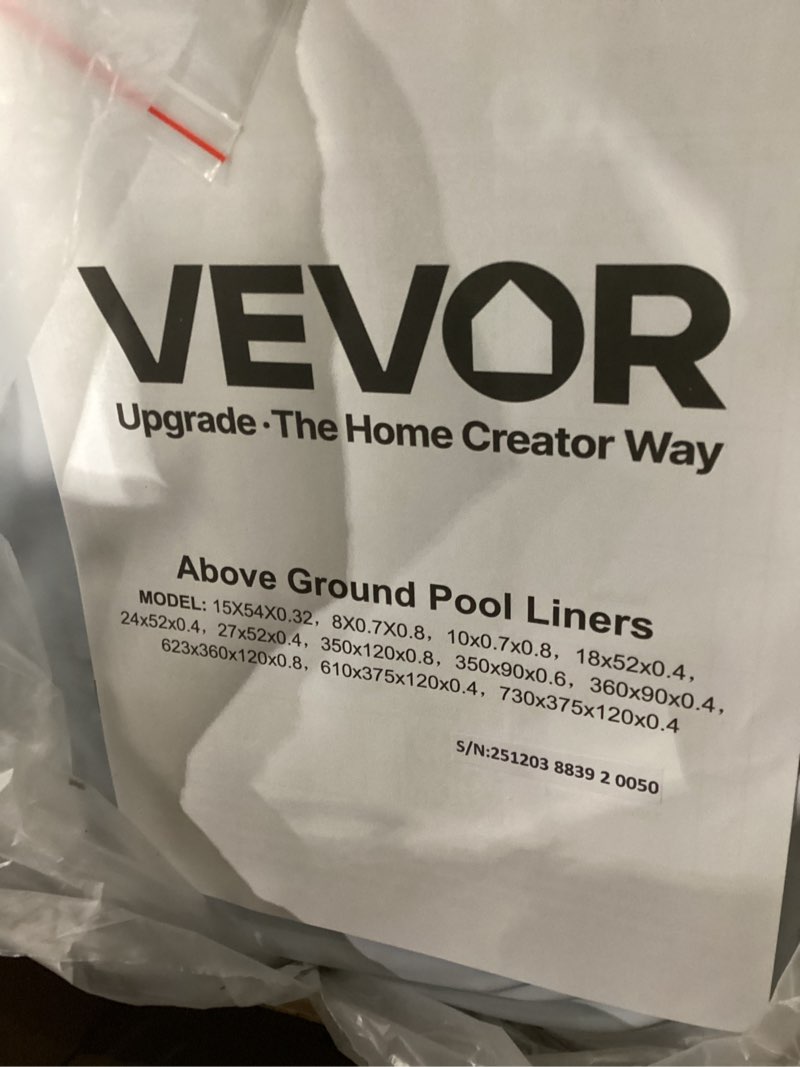 VEVOR
Upgrade·The Home Creator Way
Above Ground Pool Liners
MODEL: 15X54X0.32, 8X0.7X0.8, 10x0.7x0.8, 18x52x0.4,
24x52x0.4, 27x52x0.4, 350x120x0.8, 350x90x0.6, 360x90x0.4,
623x360x120x0.8, 610x375x120x0.4, 730x375x120x0.4
S/N:251203 8839 2 0050